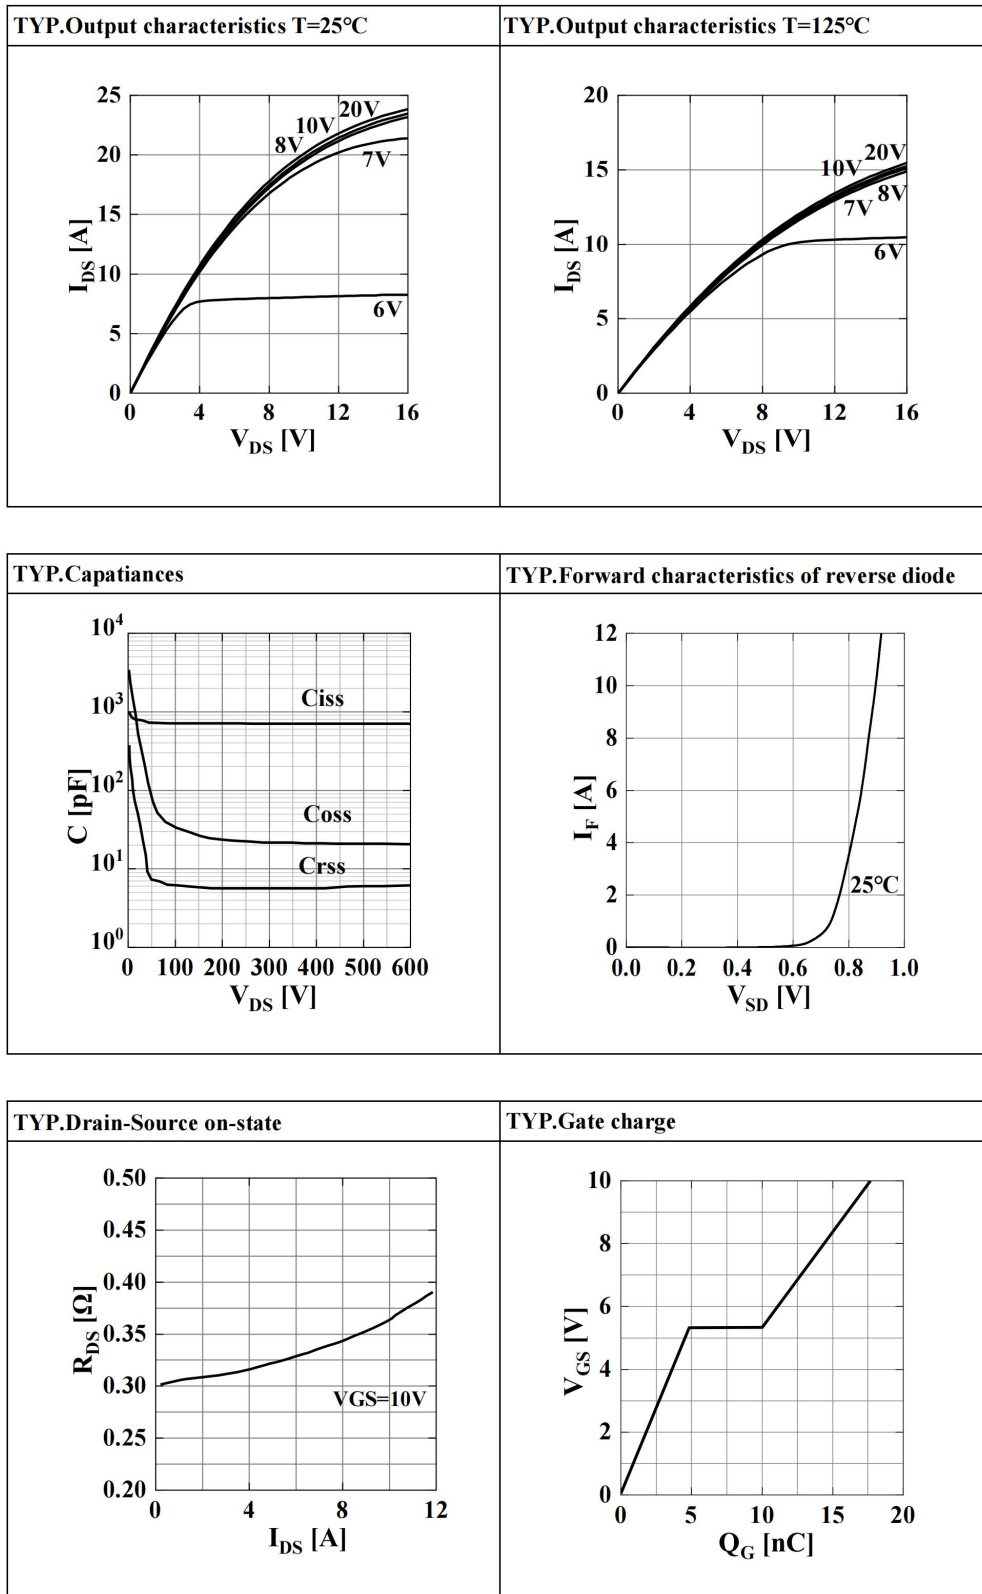 TYP.Output characteristics T=25℃
TYP.Output characteristics T=125℃
25
20
15
10
5
0
0 4 8 12 16
I_DS [A]
V_DS [V]
20V
10V
8V
7V
6V
20
15
10
5
0
0 4 8 12 16
I_DS [A]
V_DS [V]
20V
10V
8V
7V
6V
TYP.Capatiances
TYP.Forward characteristics of reverse diode
10^4
10^3
10^2
10^1
10^0
0 100 200 300 400 500 600
C [pF]
V_DS [V]
Ciss
Coss
Crss
12
10
8
6
4
2
0
0.0 0.2 0.4 0.6 0.8 1.0
I_F [A]
V_SD [V]
25℃
TYP.Drain-Source on-state
TYP.Gate charge
0.50
0.45
0.40
0.35
0.30
0.25
0.20
0 4 8 12
R_DS [Ω]
I_DS [A]
VGS=10V
10
8
6
4
2
0
0 5 10 15 20
V_GS [V]
Q_G [nC]